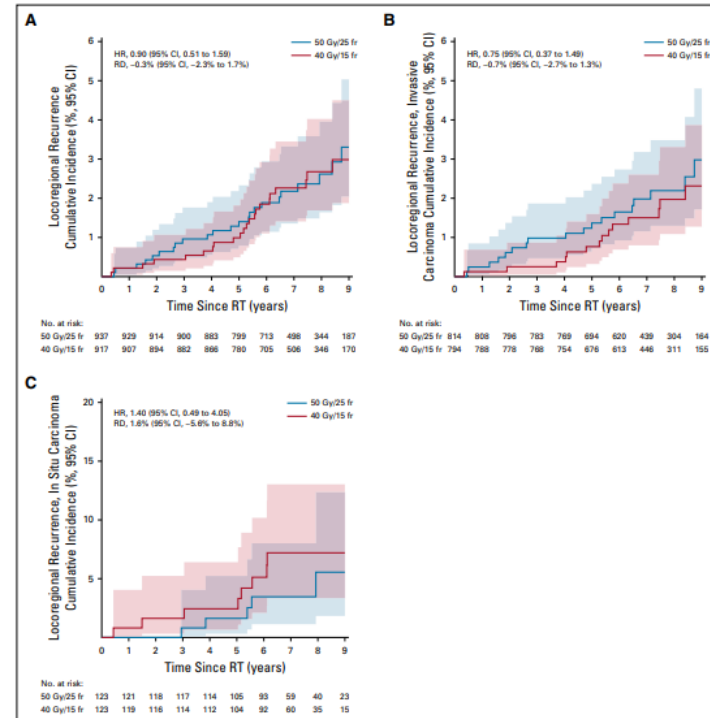 A
Locoregional Recurrence
Cumulative Incidence (%, 95% CI)
6
5
4
3
2
1
HR, 0.90 (95% CI, 0.51 to 1.59)
RD, −0.3% (95% CI, −2.3% to 1.7%)
50 Gy/25 fr
40 Gy/15 fr
0 1 2 3 4 5 6 7 8 9
Time Since RT (years)
No. at risk:
50 Gy/25 fr 937 929 914 900 883 799 713 498 344 187
40 Gy/15 fr 917 907 894 882 866 780 705 506 346 170
B
Locoregional Recurrence, Invasive
Carcinoma Cumulative Incidence (%, 95% CI)
6
5
4
3
2
1
HR, 0.75 (95% CI, 0.37 to 1.49)
RD, −0.7% (95% CI, −2.7% to 1.3%)
50 Gy/25 fr
40 Gy/15 fr
0 1 2 3 4 5 6 7 8 9
Time Since RT (years)
No. at risk:
50 Gy/25 fr 814 808 796 783 769 694 620 439 304 164
40 Gy/15 fr 794 788 778 768 754 676 613 446 311 155
C
Locoregional Recurrence, In Situ Carcinoma
Cumulative Incidence (%, 95% CI)
20
15
10
5
HR, 1.40 (95% CI, 0.49 to 4.05)
RD, 1.6% (95% CI, −5.6% to 8.8%)
50 Gy/25 fr
40 Gy/15 fr
0 1 2 3 4 5 6 7 8 9
Time Since RT (years)
No. at risk:
50 Gy/25 fr 123 121 118 117 114 105 93 59 40 23
40 Gy/15 fr 123 119 116 114 112 104 92 60 35 15